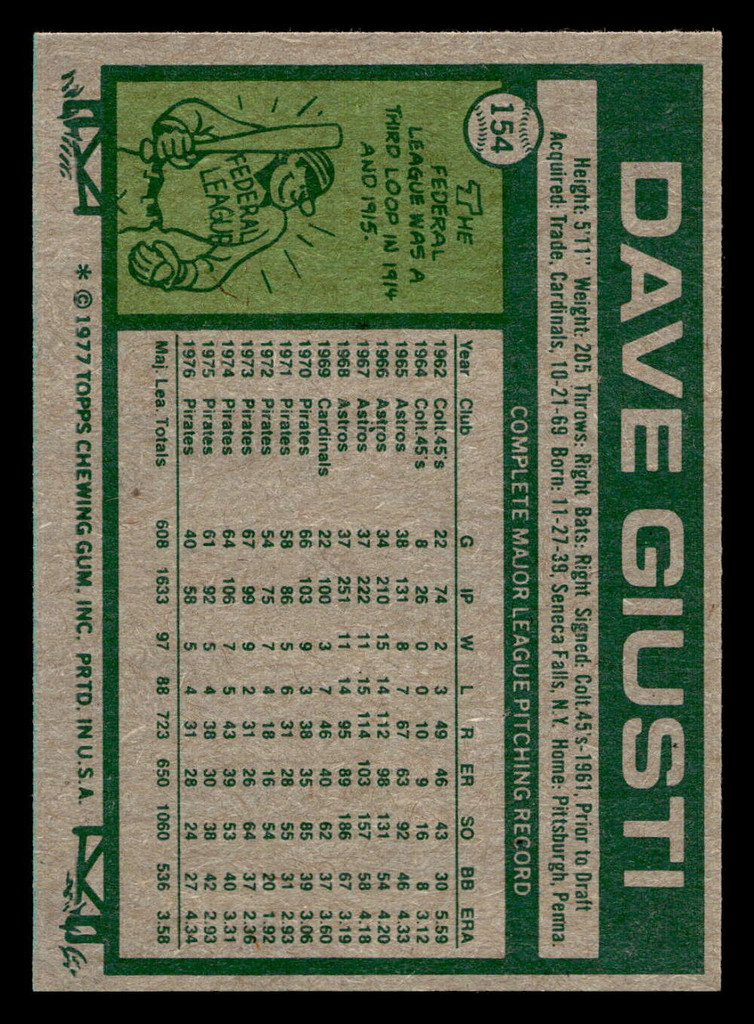 154
DAVE GIUSTI
Height: 5'11" Weight: 205 Throws: Right Bats: Right Signed: Colt.45's-1961, Prior to Draft
Acquired: Trade, Cardinals, 10-21-69 Born: 11-27-39, Seneca Falls, N.Y. Home: Pittsburgh, Penna.
THE
FEDERAL
LEAGUE WAS A
THIRD LOOP IN 1914
AND 1915.
FEDERAL
LEAGUE
COMPLETE MAJOR LEAGUE PITCHING RECORD
Year Club G IP W L R ER SO BB ERA
1962 Colt.45's 22 74 2 3 49 46 43 30 5.59
1964 Colt.45's 8 26 0 0 10 9 16 8 3.12
1965 Astros 38 131 8 7 67 63 92 46 4.33
1966 Astros 34 210 15 14 112 98 131 54 4.20
1967 Astros 37 222 11 15 114 103 157 58 4.18
1968 Astros 37 251 11 14 95 89 186 67 3.19
1969 Cardinals 22 100 3 7 46 40 62 37 3.60
1970 Pirates 66 103 9 3 38 35 85 39 3.06
1971 Pirates 58 86 5 6 31 28 55 31 2.93
1972 Pirates 54 75 7 4 18 16 54 20 1.92
1973 Pirates 67 99 9 2 31 26 64 37 2.36
1974 Pirates 64 106 7 5 43 39 53 40 3.31
1975 Pirates 61 92 5 4 38 30 38 42 2.93
1976 Pirates 40 58 5 4 31 28 24 27 4.34
Maj. Lea. Totals 608 1633 97 88 723 650 1060 536 3.58
* © 1977 TOPPS CHEWING GUM, INC. PRTD. IN U.S.A.